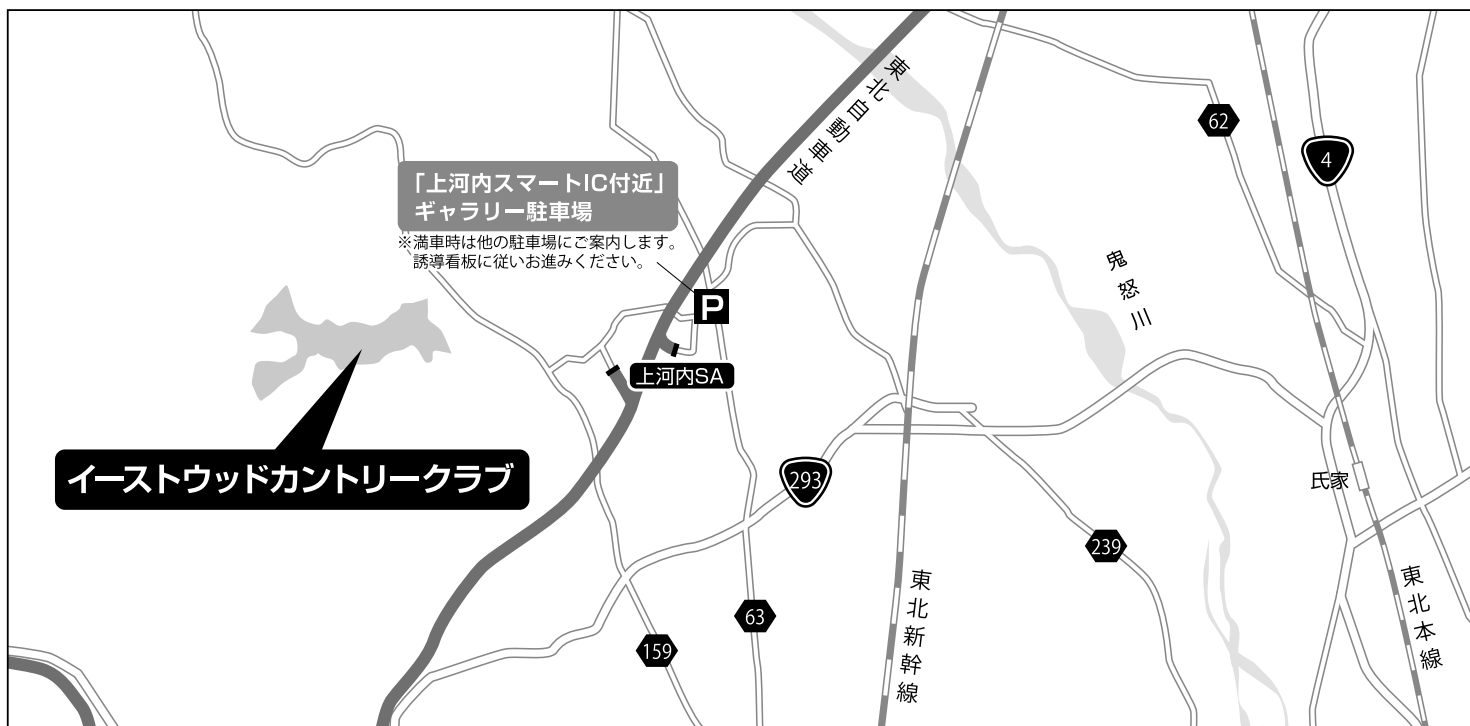 東北自動車道
62
4
「上河内スマートIC付近」
ギャラリー駐車場
※満車時は他の駐車場にご案内します。
誘導看板に従いお進みください。
P
鬼怒川
上河内SA
イーストウッドカントリークラブ
293
氏家
239
東北新幹線
東北本線
63
159